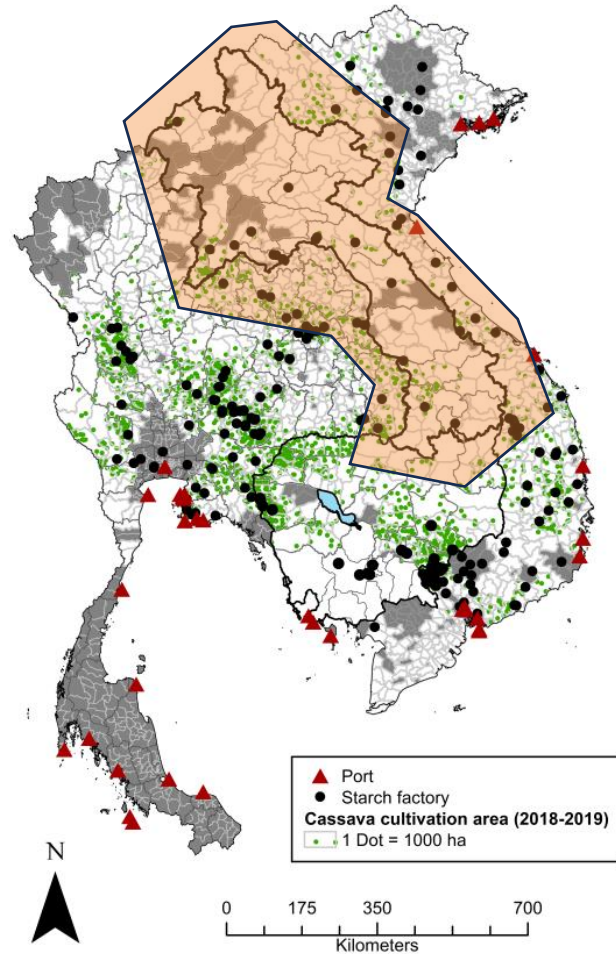 Port
Starch factory
Cassava cultivation area (2018-2019)
1 Dot = 1000 ha
N
0 175 350 700
Kilometers